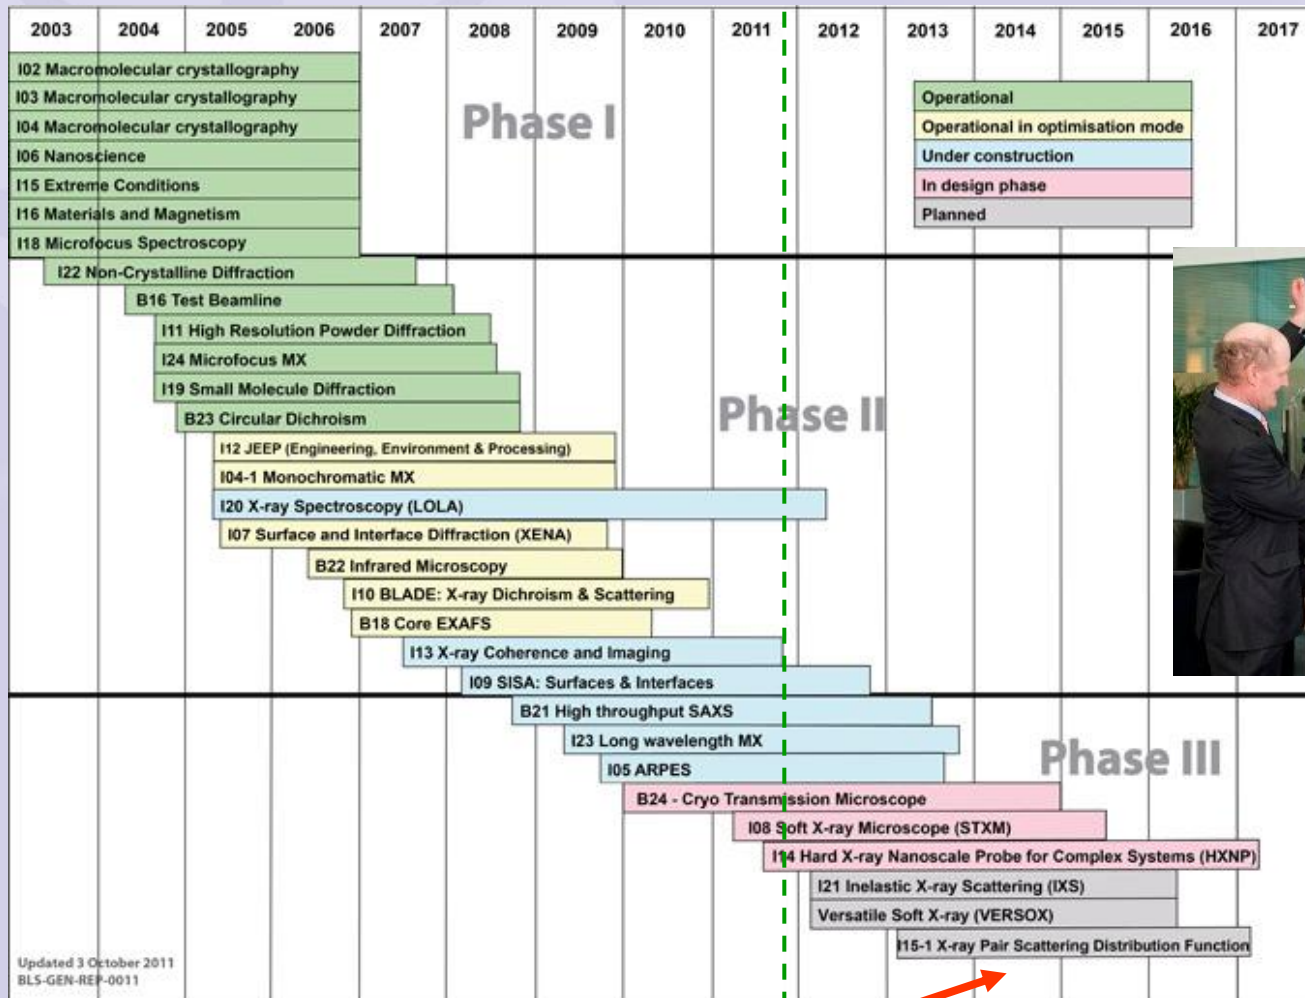 2003 2004 2005 2006 2007 2008 2009 2010 2011 2012 2013 2014 2015 2016 2017
I02 Macromolecular crystallography
I03 Macromolecular crystallography
I04 Macromolecular crystallography
I06 Nanoscience
I15 Extreme Conditions
I16 Materials and Magnetism
I18 Microfocus Spectroscopy
Phase I
Operational
Operational in optimisation mode
Under construction
In design phase
Planned
I22 Non-Crystalline Diffraction
B16 Test Beamline
I11 High Resolution Powder Diffraction
I24 Microfocus MX
I19 Small Molecule Diffraction
B23 Circular Dichroism
I12 JEEP (Engineering, Environment & Processing)
I04-1 Monochromatic MX
I20 X-ray Spectroscopy (LOLA)
I07 Surface and Interface Diffraction (XENA)
B22 Infrared Microscopy
I10 BLADE: X-ray Dichroism & Scattering
B18 Core EXAFS
I13 X-ray Coherence and Imaging
I09 SISA: Surfaces & Interfaces
Phase II
B21 High throughput SAXS
I23 Long wavelength MX
I05 ARPES
B24 - Cryo Transmission Microscope
I08 Soft X-ray Microscope (STXM)
I14 Hard X-ray Nanoscale Probe for Complex Systems (HXNP)
I21 Inelastic X-ray Scattering (IXS)
Versatile Soft X-ray (VERSOX)
I15-1 X-ray Pair Scattering Distribution Function
Phase III
Updated 3 October 2011
BLS-GEN-REP-0011